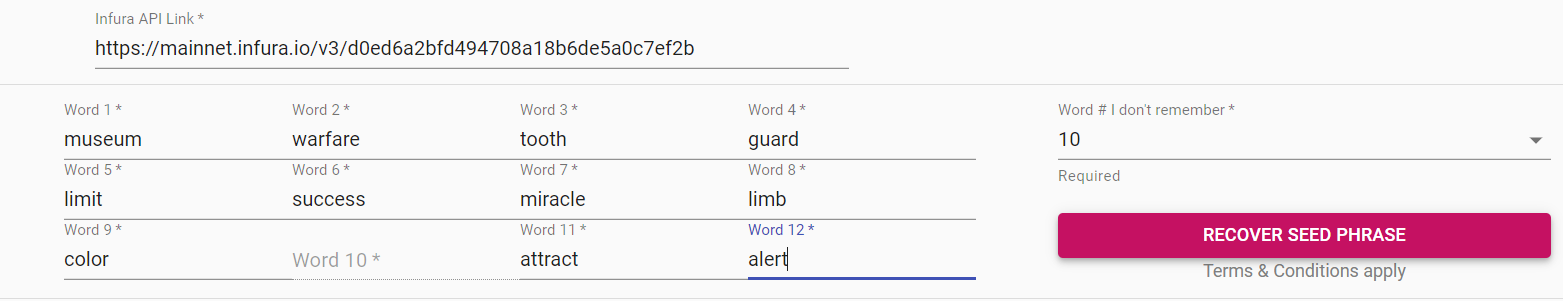 Infura API Link *
https://mainnet.infura.io/v3/d0ed6a2bfd494708a18b6de5a0c7ef2b
Word 1 * Word 2 * Word 3 * Word 4 * Word # I don't remember *
museum warfare tooth guard 10
Word 5 * Word 6 * Word 7 * Word 8 * Required
limit success miracle limb
Word 9 * Word 11 * Word 12 * RECOVER SEED PHRASE
color Word 10 * attract alert Terms & Conditions apply